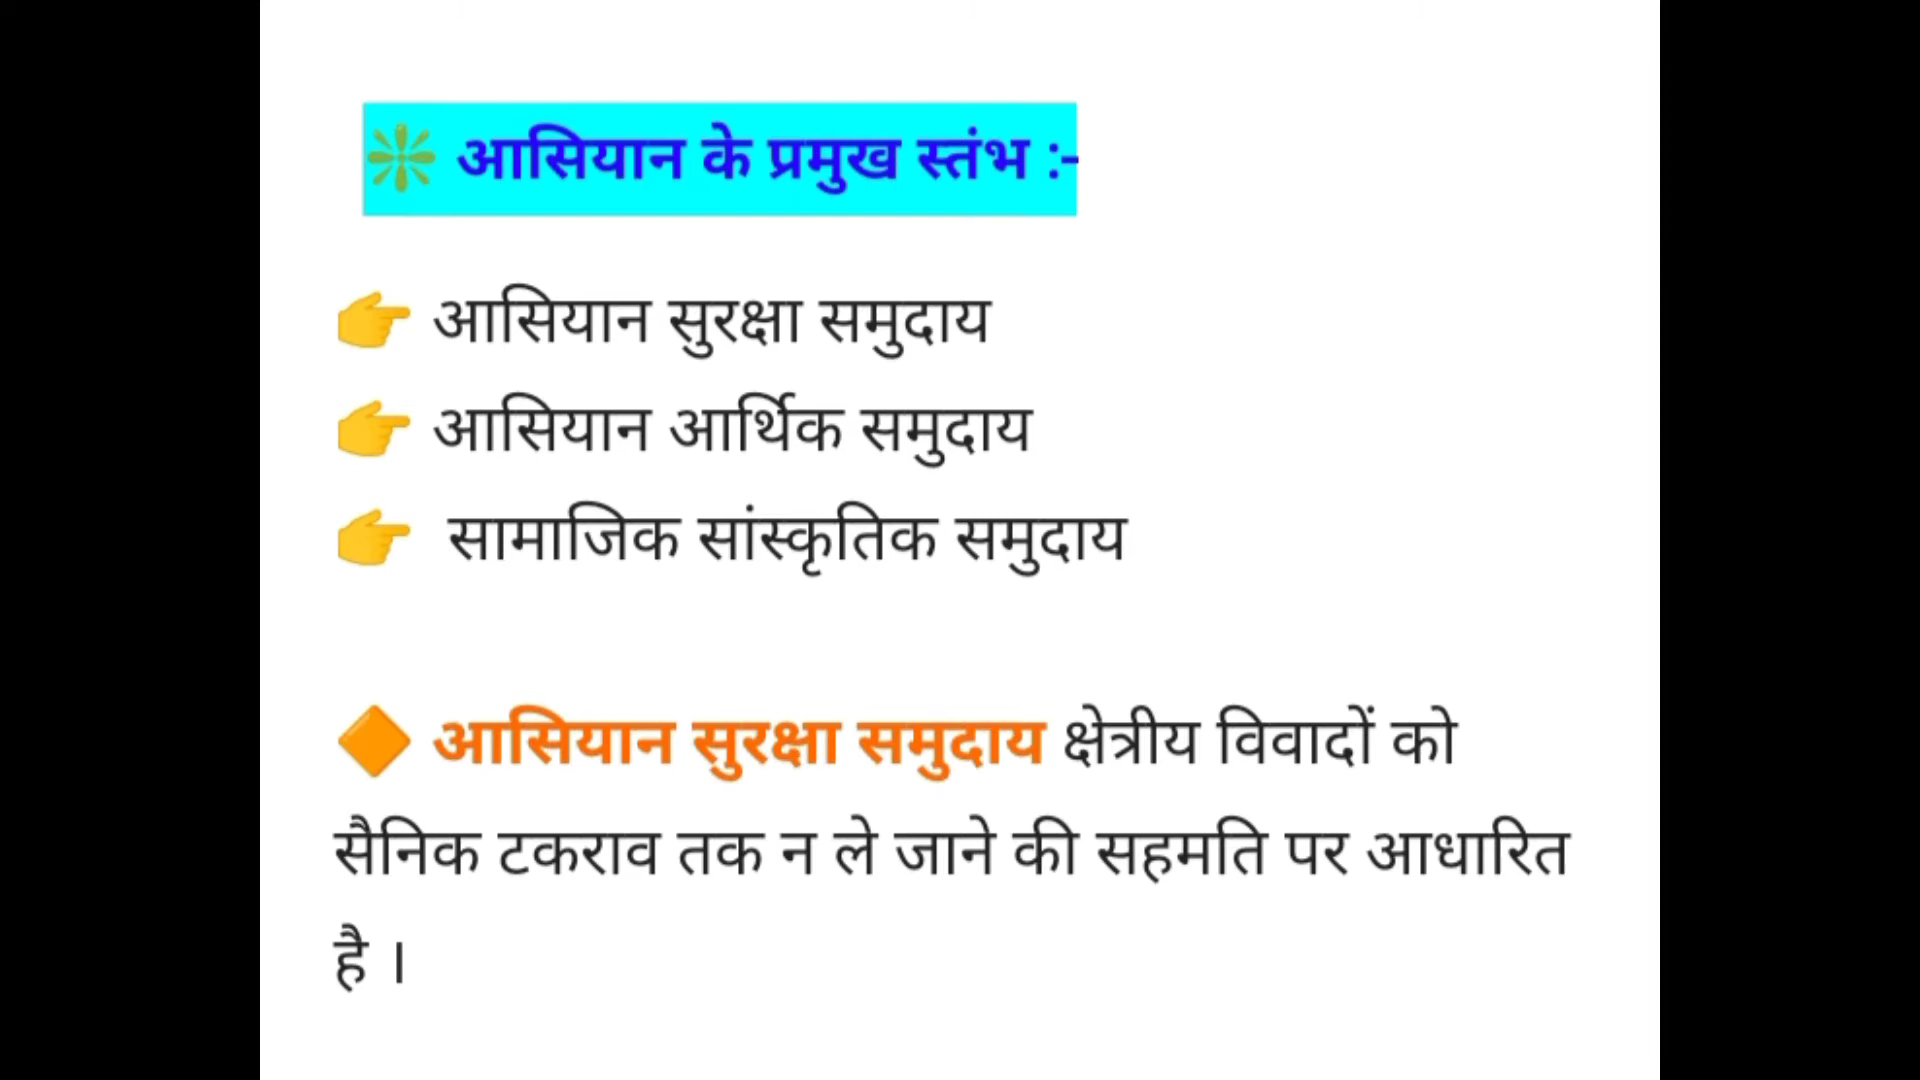 ❇️ आसियान के प्रमुख स्तंभ :-
👉 आसियान सुरक्षा समुदाय
👉 आसियान आर्थिक समुदाय
👉 सामाजिक सांस्कृतिक समुदाय
🔶 आसियान सुरक्षा समुदाय क्षेत्रीय विवादों को
सैनिक टकराव तक न ले जाने की सहमति पर आधारित
है ।